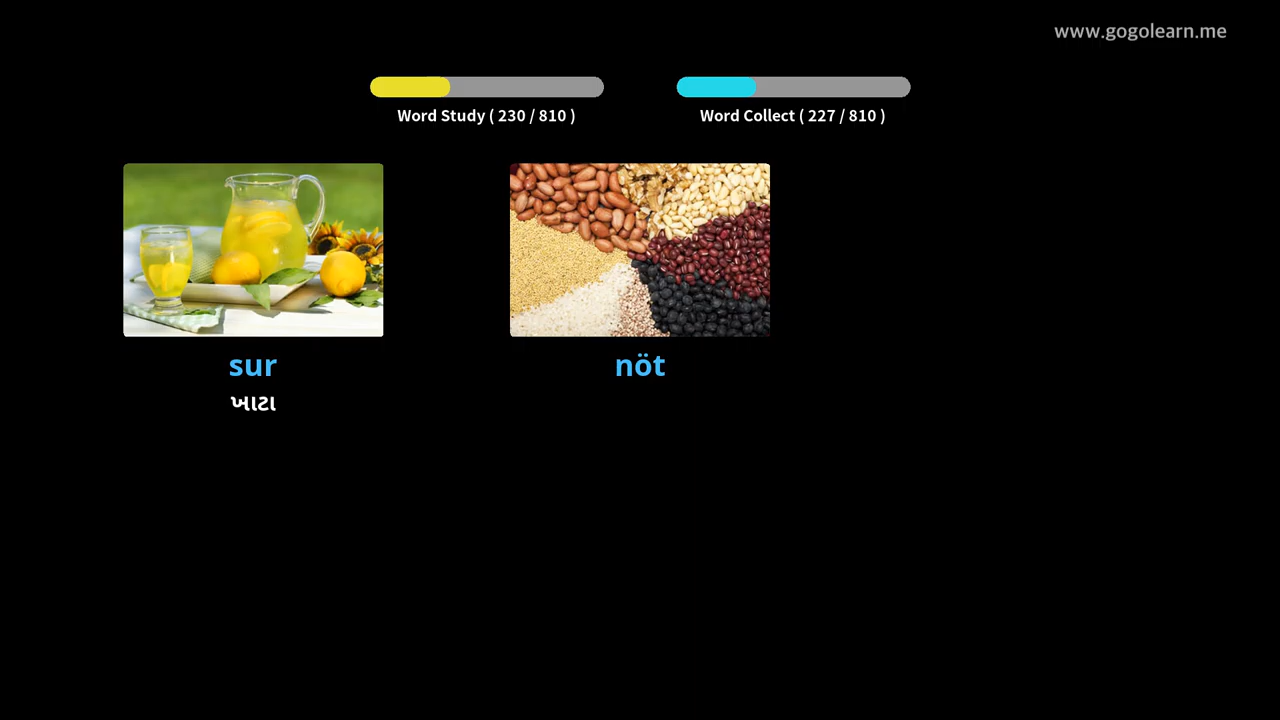 www.gogolearn.me
Word Study ( 230 / 810 )
Word Collect ( 227 / 810 )
sur
ખાટા
nöt